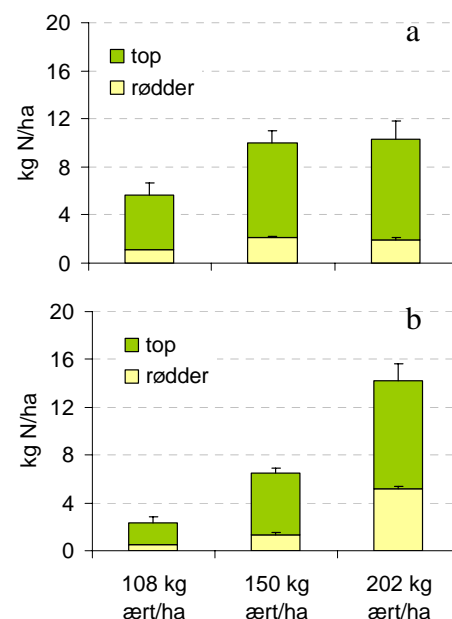 a
20
16
12
8
4
0
kg N/ha
top
rødder
b
20
16
12
8
4
0
kg N/ha
top
rødder
108 kg 150 kg 202 kg
ært/ha ært/ha ært/ha